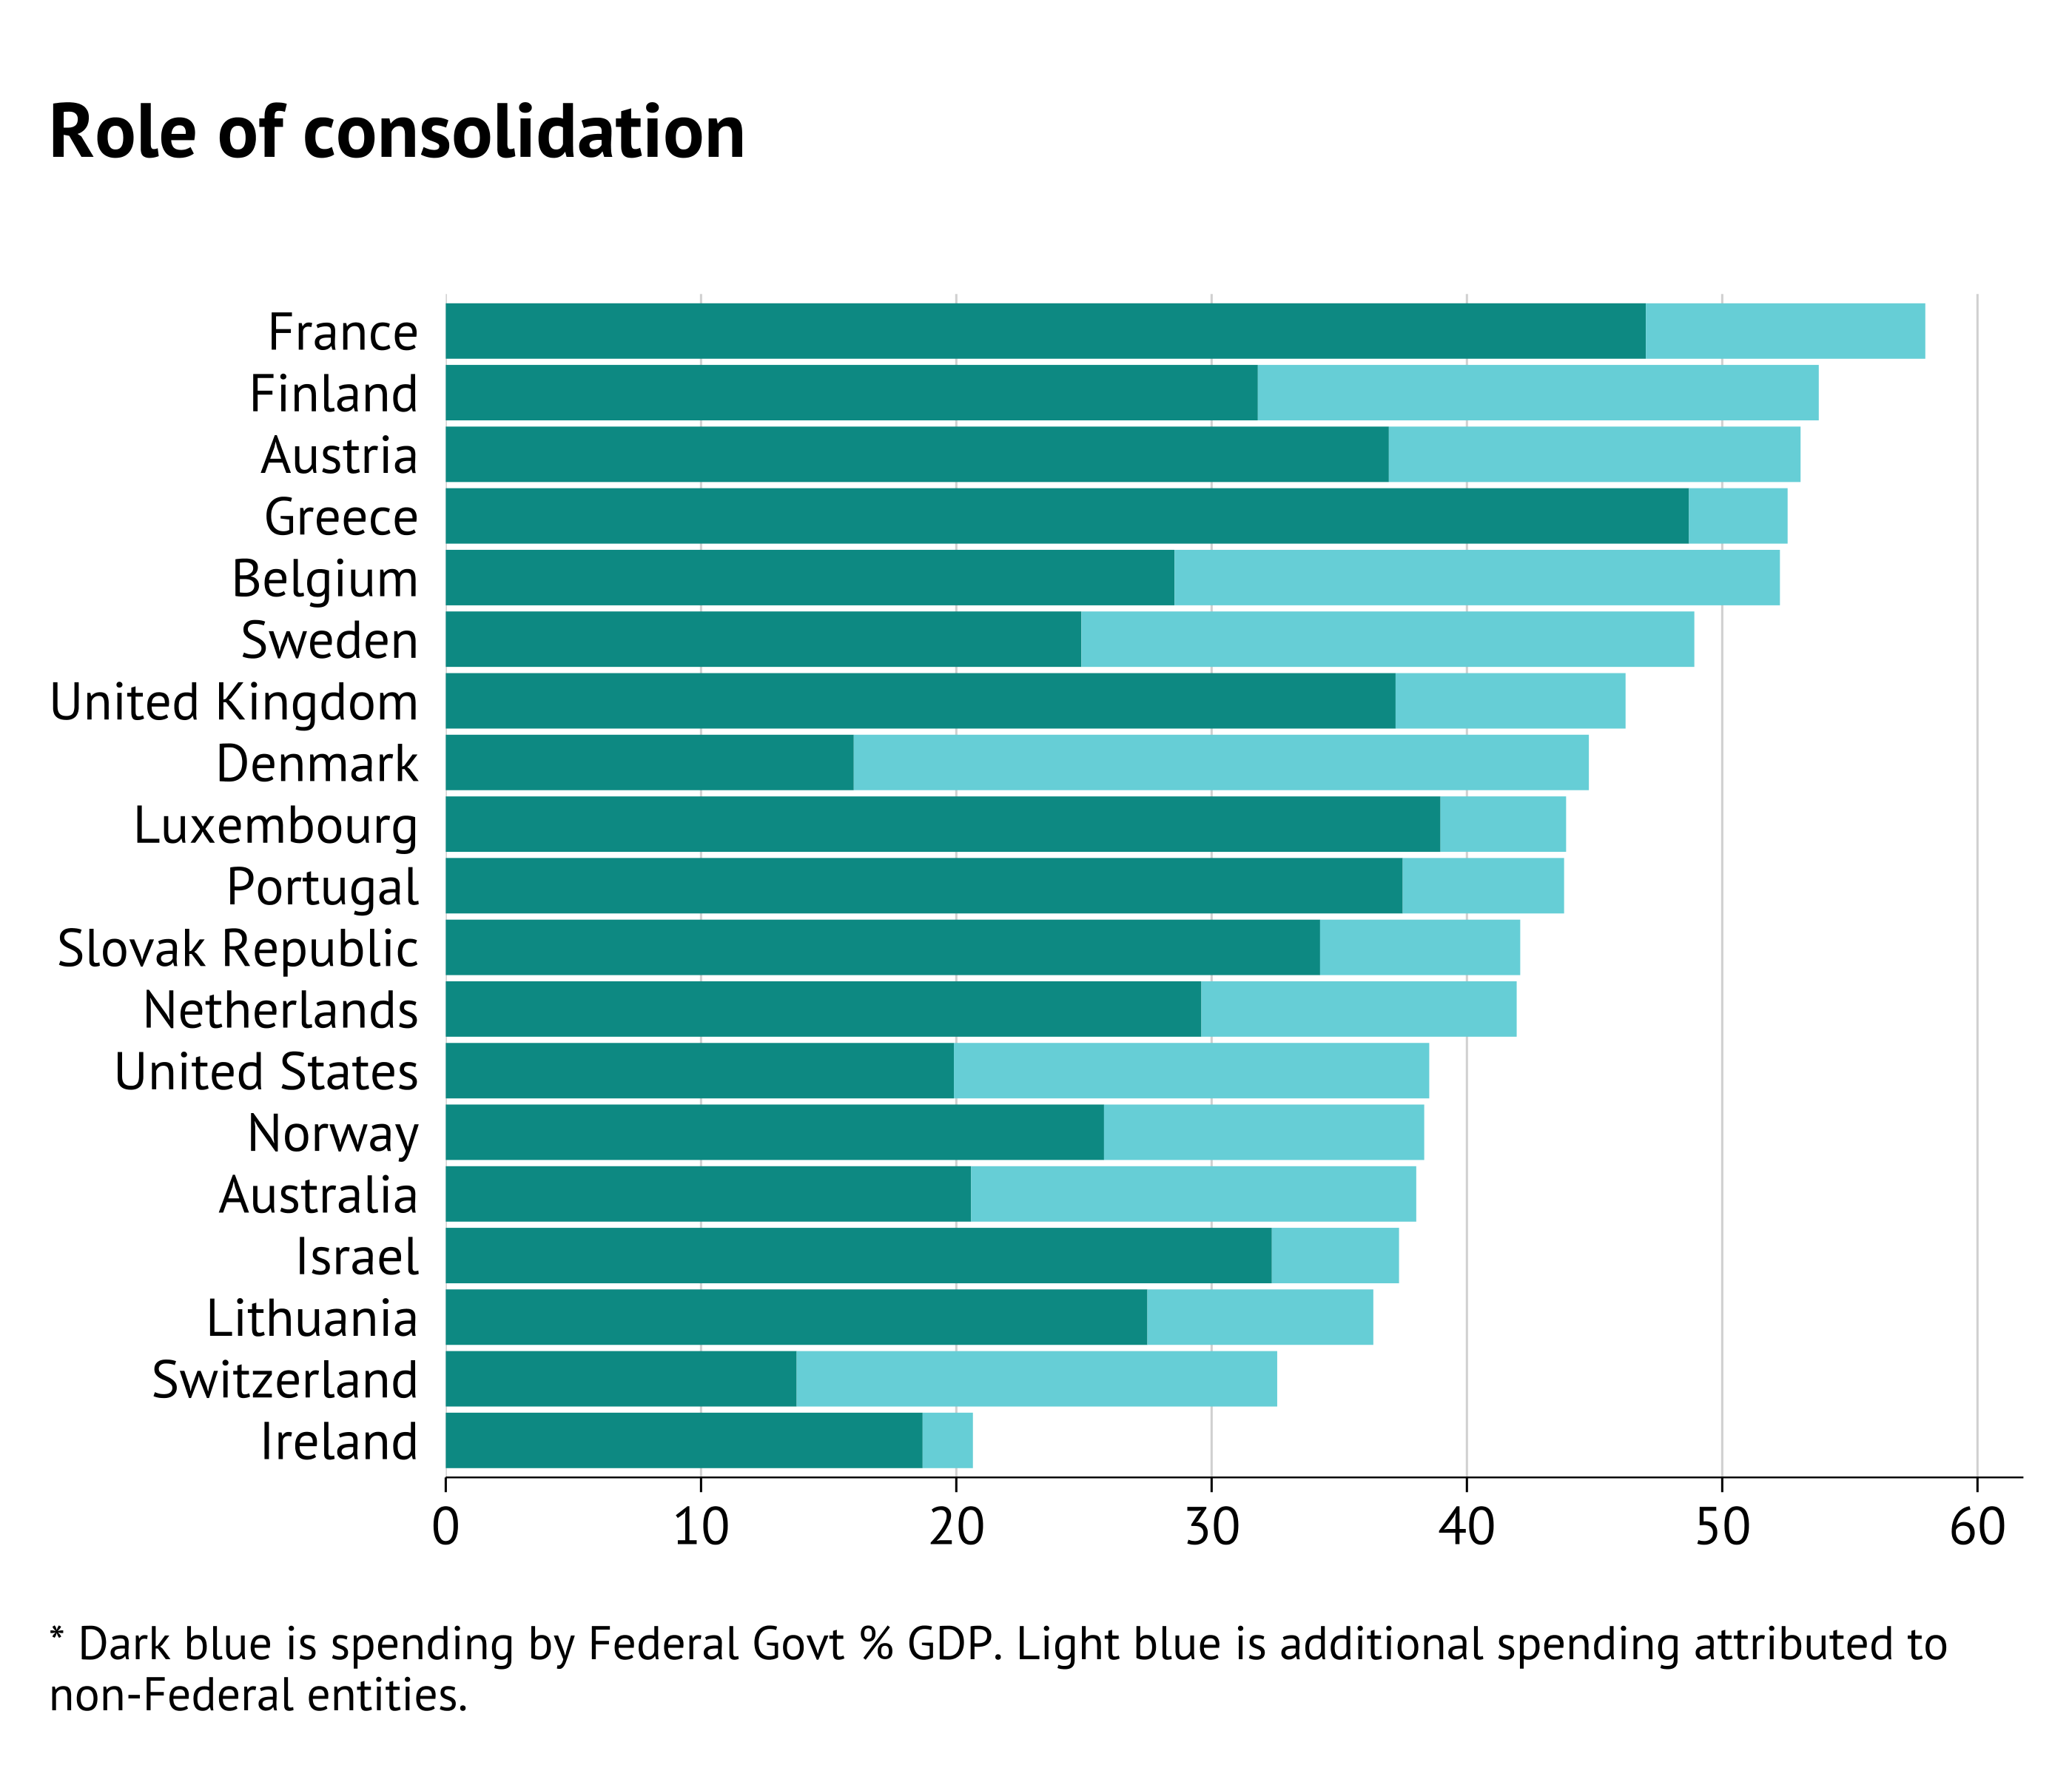 Role of consolidation
France
Finland
Austria
Greece
Belgium
Sweden
United Kingdom
Denmark
Luxembourg
Portugal
Slovak Republic
Netherlands
United States
Norway
Australia
Israel
Lithuania
Switzerland
Ireland
0 10 20 30 40 50 60
* Dark blue is spending by Federal Govt % GDP. Light blue is additional spending attributed to
non-Federal entities.